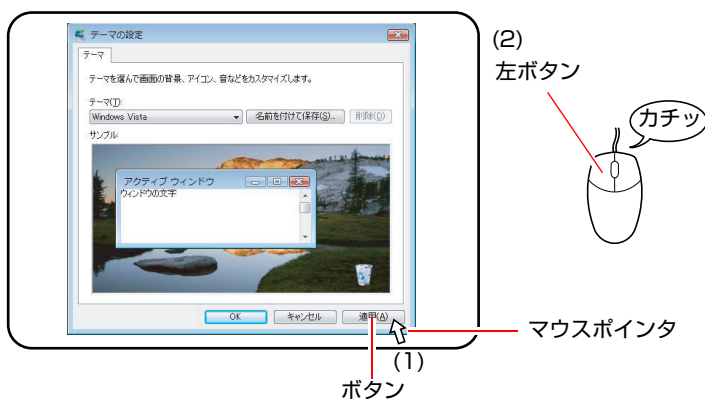 テーマの設定
テーマ
テーマを選んで画面の背景、アイコン、音などをカスタマイズします。
テーマ(T):
Windows Vista
名前を付けて保存(S)...
削除(D)
サンプル:
アクティブ ウィンドウ
ウィンドウの文字
OK
キャンセル
適用(A)
(1)
ボタン
マウスポインタ
(2)
左ボタン
カチッ